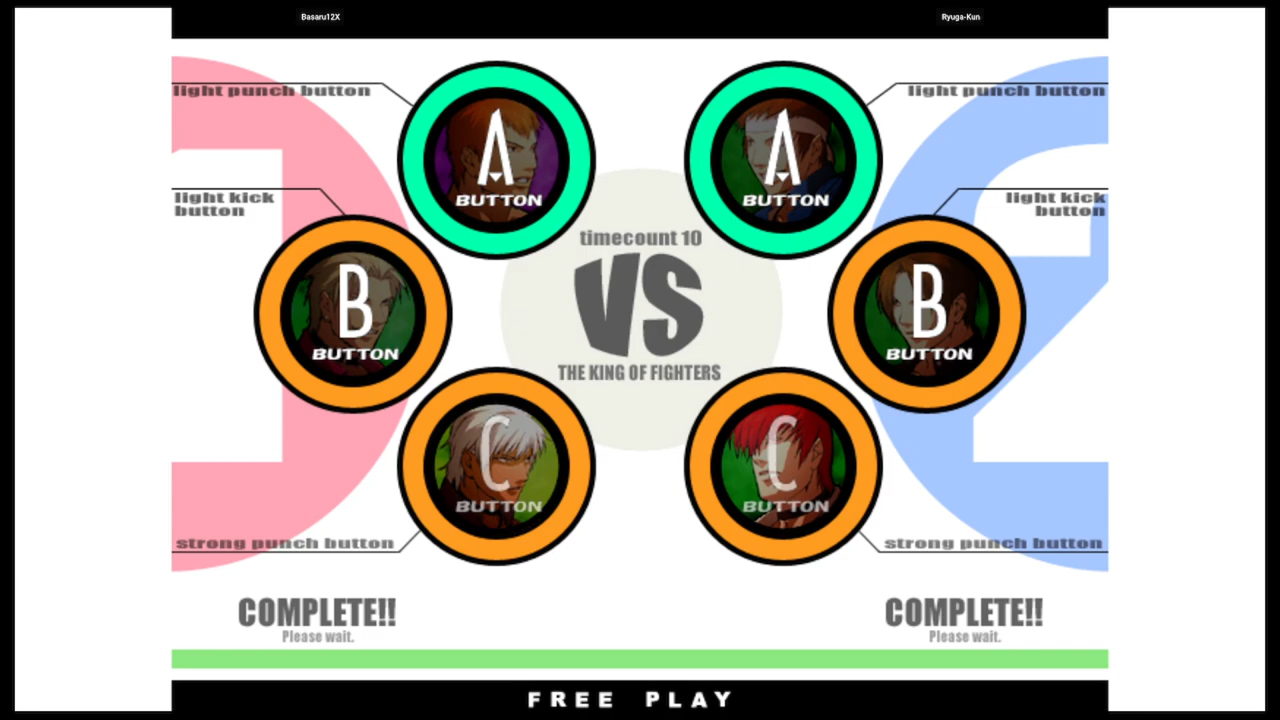 Basaru12X
Ryuga-Kun
light punch button
A
BUTTON
A
BUTTON
light punch button
light kick
button
B
BUTTON
timecount 10
VS
THE KING OF FIGHTERS
light kick
button
B
BUTTON
C
BUTTON
C
BUTTON
strong punch button
strong punch button
COMPLETE!!
Please wait.
COMPLETE!!
Please wait.
FREE PLAY
1
2